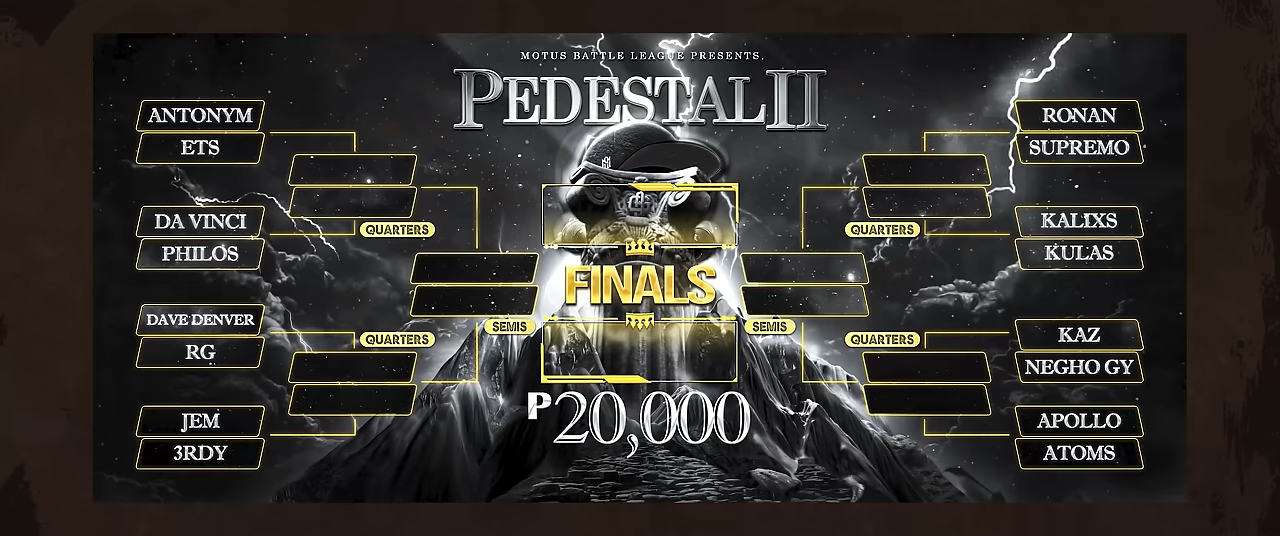 MOTUS BATTLE LEAGUE PRESENTS.
PEDESTAL II
ANTONYM
ETS
DA VINCI
PHILOS
DAVE DENVER
RG
JEM
3RDY
QUARTERS
QUARTERS
SEMIS
FINALS
₱20,000
SEMIS
QUARTERS
QUARTERS
RONAN
SUPREMO
KALIXS
KULAS
KAZ
NEGHO GY
APOLLO
ATOMS